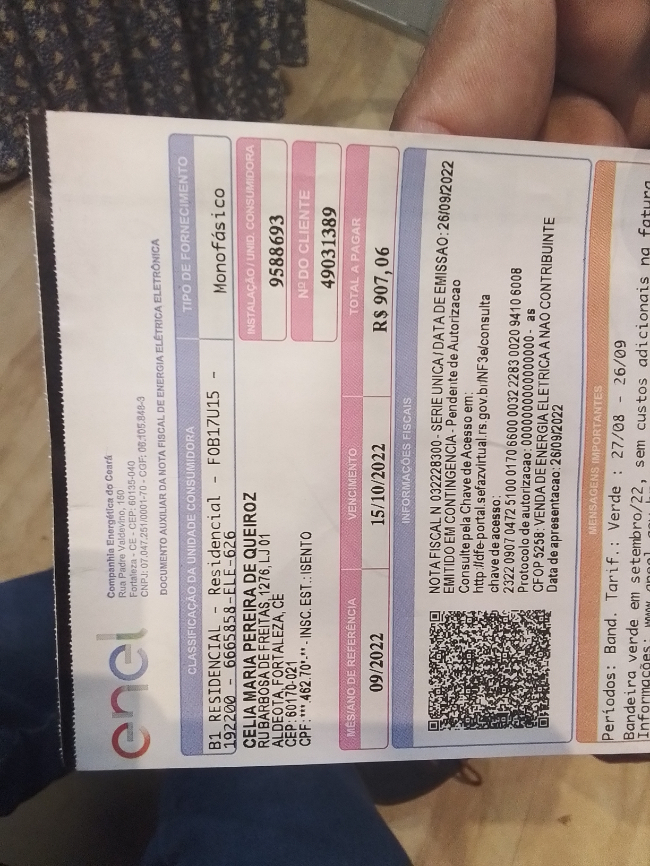 enel
Companhia Energética do Ceará
Rua Padre Valdevino, 150
Fortaleza - CE - CEP: 60135-040
CNPJ: 07.047.251/0001-70 - CGF: 06.105.848-3
DOCUMENTO AUXILIAR DA NOTA FISCAL DE ENERGIA ELÉTRICA ELETRÔNICA
CLASSIFICAÇÃO DA UNIDADE CONSUMIDORA
TIPO DE FORNECIMENTO
B1 RESIDENCIAL - Residencial - F0B17U15 -
192200 - 6665858-ELE-626
Monofásico
CELIA MARIA PEREIRA DE QUEIROZ
RU BARBOSA DE FREITAS, 1276, LJ 01
ALDEOTA, FORTALEZA, CE
CEP: 60170-021
CPF: *** 462.70*-** - INSC. EST.: ISENTO
INSTALAÇÃO / UNID. CONSUMIDORA
9588693
Nº DO CLIENTE
49031389
MÊS/ANO DE REFERÊNCIA
VENCIMENTO
TOTAL A PAGAR
09/2022
15/10/2022
R$ 907,06
INFORMAÇÕES FISCAIS
NOTA FISCAL N 032228300 - SERIE UNICA / DATA DE EMISSAO: 26/09/2022
EMITIDO EM CONTINGENCIA - Pendente de Autorizacao
Consulte pela Chave de Acesso em:
http://dfe-portal.sefazvirtual.rs.gov.br/NF3e/consulta
chave de acesso:
2322 0907 0472 5100 0170 6600 0032 2283 0020 9410 6008
Protocolo de autorizacao: 0000000000000000 - as
CFOP 5258: VENDA DE ENERGIA ELETRICA A NAO CONTRIBUINTE
Data de apresentacao: 26/09/2022
MENSAGENS IMPORTANTES
Periodos: Band. Tarif.: Verde : 27/08 - 26/09
Bandeira verde em setembro/22, sem custos adicionais na fatura
Informações: